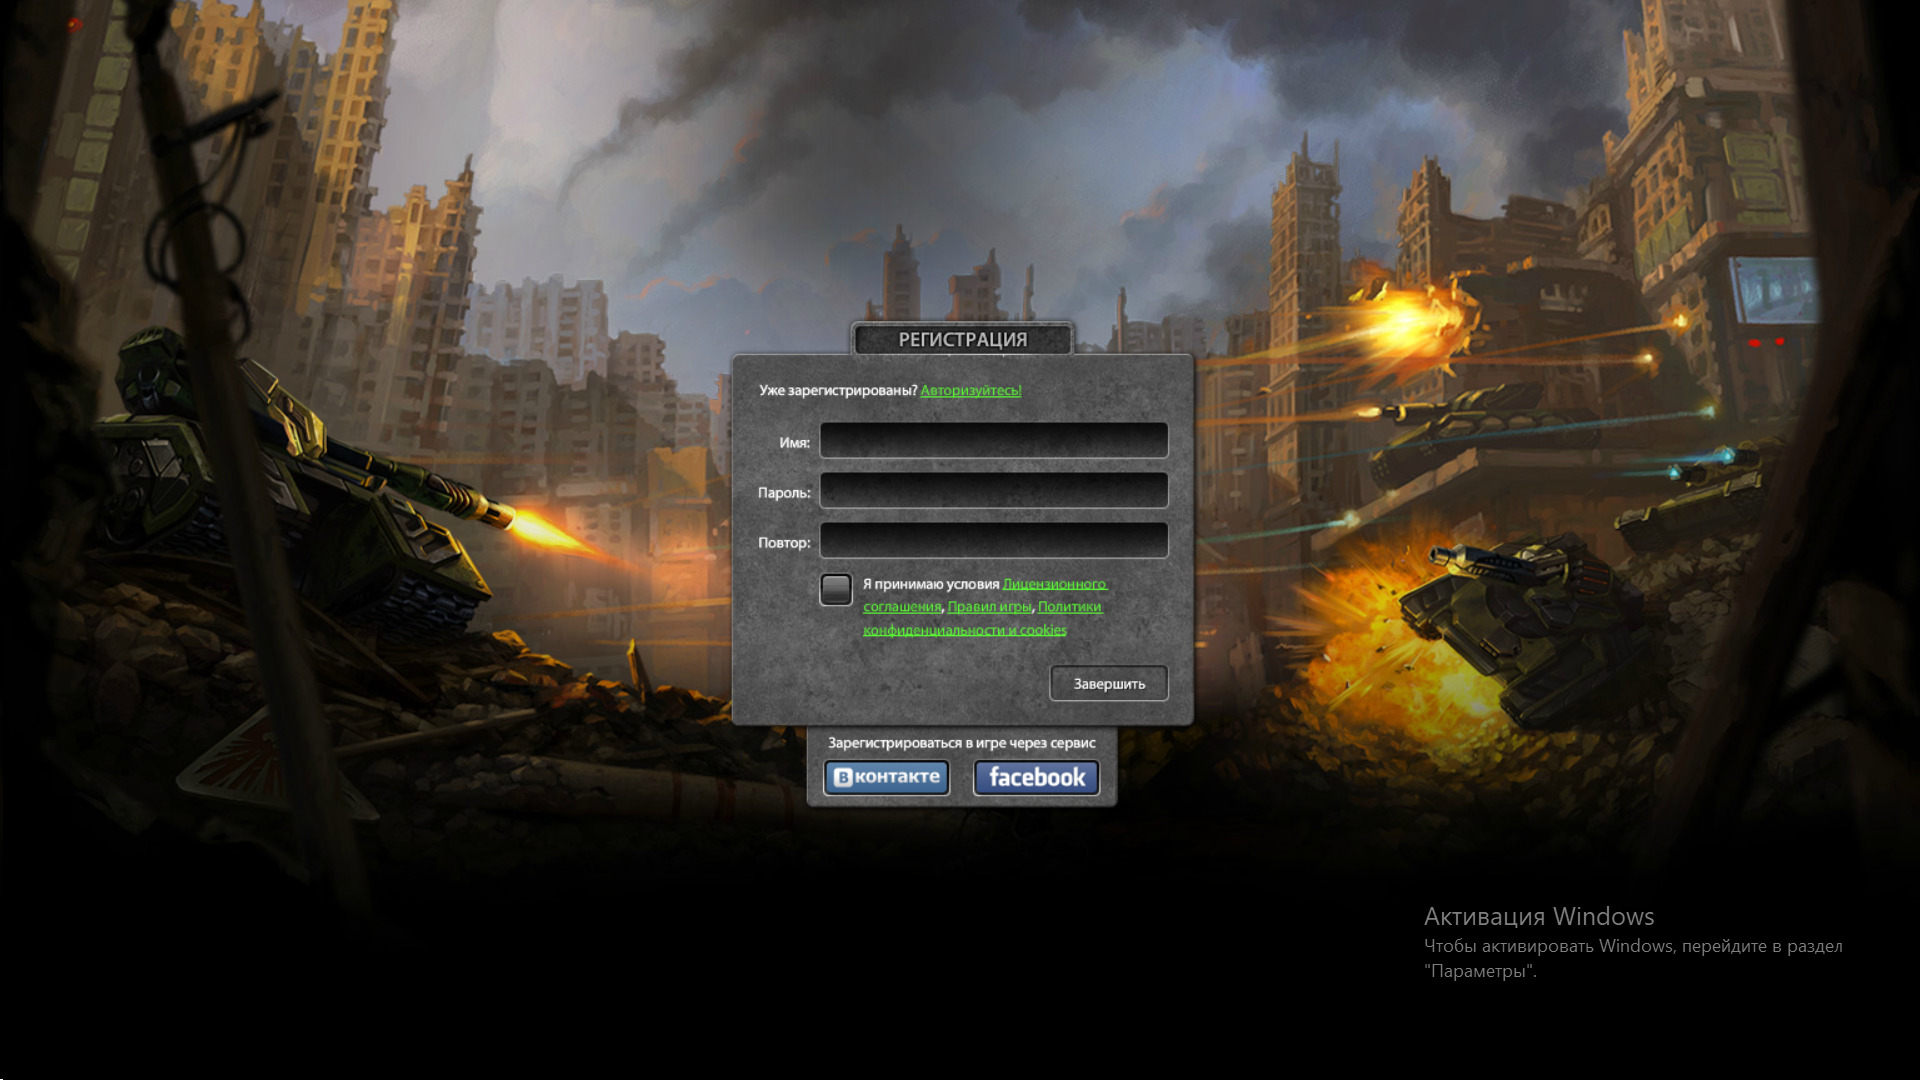 РЕГИСТРАЦИЯ
Уже зарегистрированы? Авторизуйтесь!
Имя:
Пароль:
Повтор:
Я принимаю условия Лицензионного
соглашения, Правил игры, Политики
конфиденциальности и cookies
Завершить
Зарегистрироваться в игре через сервис
В контакте facebook
Активация Windows
Чтобы активировать Windows, перейдите в раздел
"Параметры".